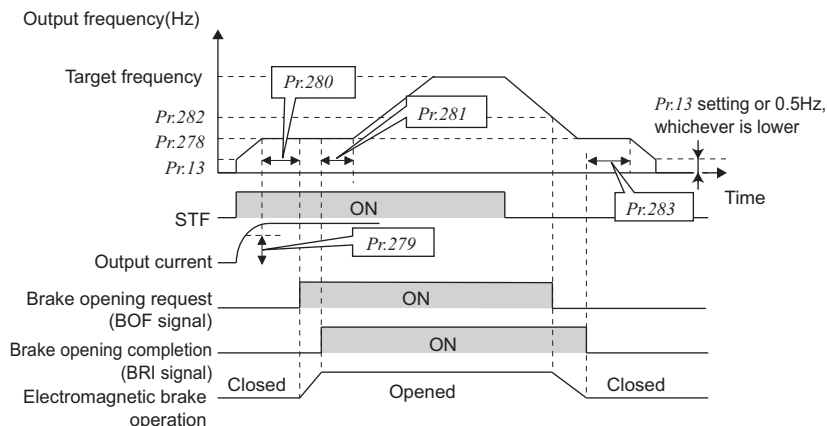 Output frequency(Hz)
Target frequency
Pr.280
Pr.282
Pr.281
Pr.278
Pr.13
Pr.13 setting or 0.5Hz,
whichever is lower
Time
Pr.283
STF
ON
Pr.279
Output current
Brake opening request
(BOF signal)
ON
Brake opening completion
(BRI signal)
ON
Electromagnetic brake
operation
Closed
Opened
Closed